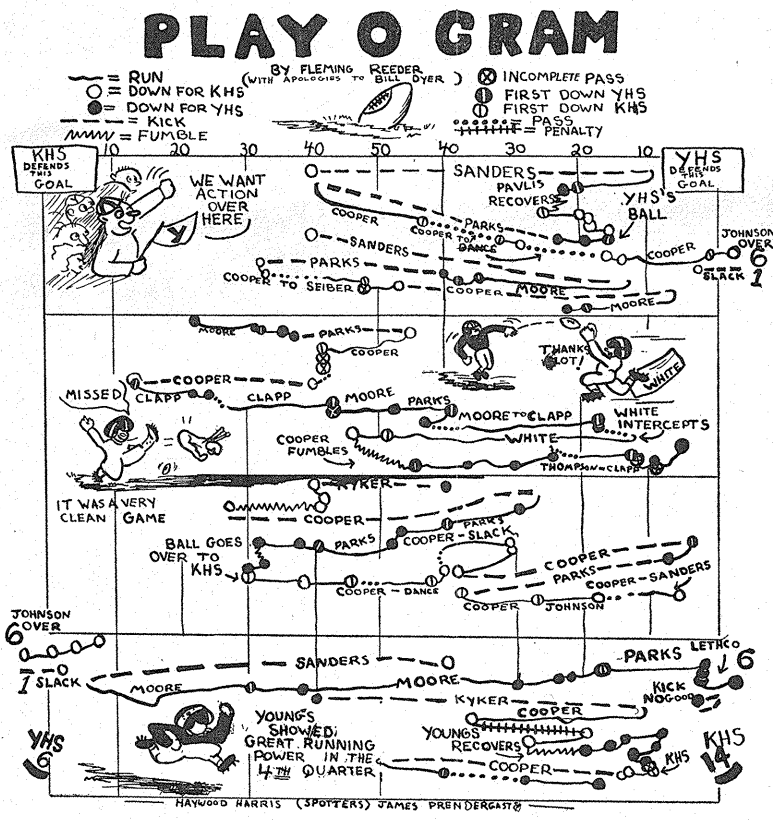 PLAY O GRAM
BY FLEMING REEDER
(WITH APOLOGIES TO BILL DYER)
= RUN
= DOWN FOR KHS
= DOWN FOR YHS
= KICK
= FUMBLE
INCOMPLETE PASS
FIRST DOWN YHS
FIRST DOWN KHS
= PASS
= PENALTY
KHS DEFENDS THIS GOAL
10 20 30 40 50 40 30 20 10
YHS DEFENDS THIS GOAL
WE WANT
ACTION
OVER
HERE
SANDERS
PAVLIS
RECOVERS
YHS'S
BALL
COOPER
PARKS
COOPER TO
DANCE
SANDERS
COOPER
JOHNSON
OVER
6
1
SLACK
PARKS
COOPER TO SEIBER
COOPER
MOORE
MOORE
MOORE
PARKS
COOPER
THANKS
LOT!
WHITE
COOPER
MISSED
CLAPP
CLAPP
MOORE
PARKS
MOORE TO CLAPP
WHITE
INTERCEPTS
WHITE
COOPER
FUMBLES
THOMPSON-CLAPP
KYKER
IT WAS A VERY
CLEAN GAME
COOPER
PARKS
BALL GOES
OVER TO
KHS
PARKS
COOPER-SLACK
COOPER
PARKS
COOPER-SANDERS
COOPER-DANCE
COOPER
JOHNSON
JOHNSON
6 OVER
1 SLACK
SANDERS
PARKS
LETHCO
6
MOORE
MOORE
KICK
NO GOOD
KYKER
COOPER
YOUNGS
SHOWED
GREAT RUNNING
POWER IN THE
4TH QUARTER
YOUNGS
RECOVERS
COOPER
KHS
YHS
6
KHS
14
HAYWOOD HARRIS (SPOTTERS) JAMES PRENDERGAST